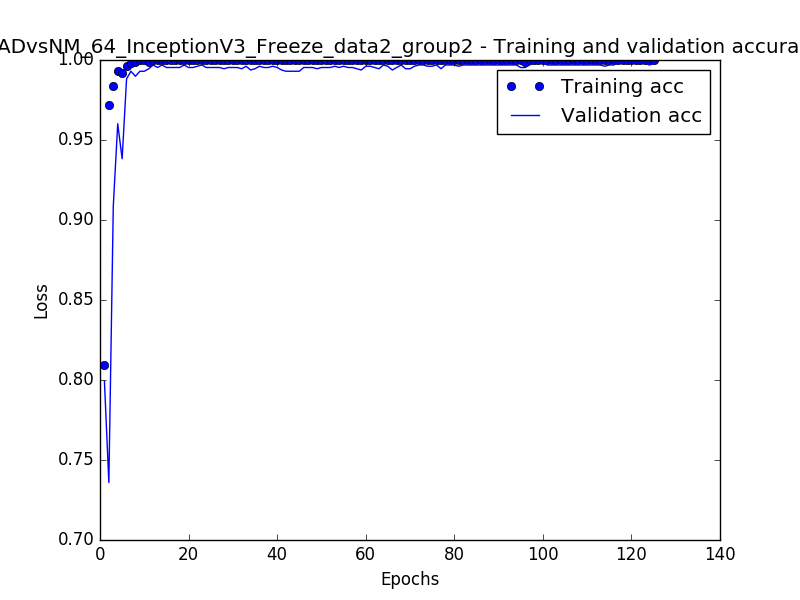 ADvsNM_64_InceptionV3_Freeze_data2_group2 - Training and validation accura
1.00
0.95
0.90
0.85
0.80
0.75
0.70
Loss
Training acc
Validation acc
0 20 40 60 80 100 120 140
Epochs